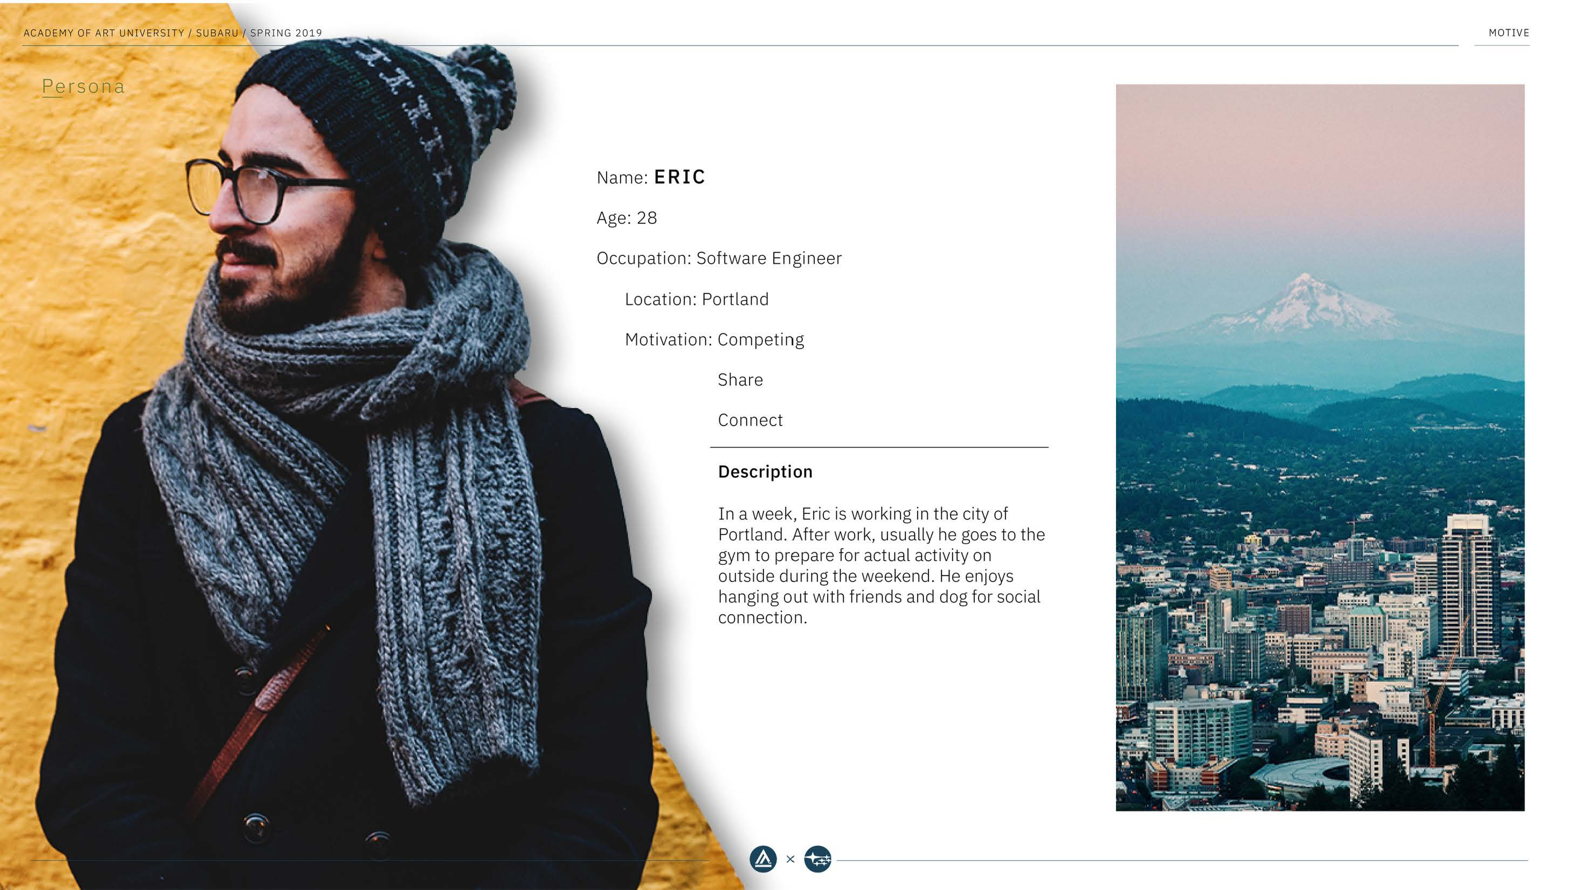 ACADEMY OF ART UNIVERSITY / SUBARU / SPRING 2019
MOTIVE
Persona
Name: ERIC
Age: 28
Occupation: Software Engineer
Location: Portland
Motivation: Competing
Share
Connect
Description
In a week, Eric is working in the city of
Portland. After work, usually he goes to the
gym to prepare for actual activity on
outside during the weekend. He enjoys
hanging out with friends and dog for social
connection.
×